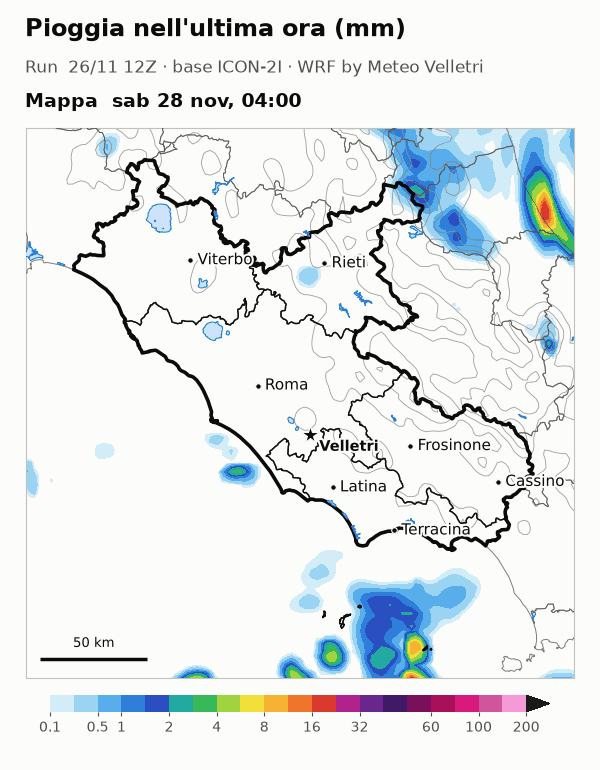 Pioggia nell'ultima ora (mm)
Run  26/11 12Z · base ICON-2I · WRF by Meteo Velletri
Mappa  sab 28 nov, 04:00
Viterbo
Rieti
Roma
Velletri
Frosinone
Latina
Cassino
Terracina
50 km
0.1 0.5 1 2 4 8 16 32 60 100 200